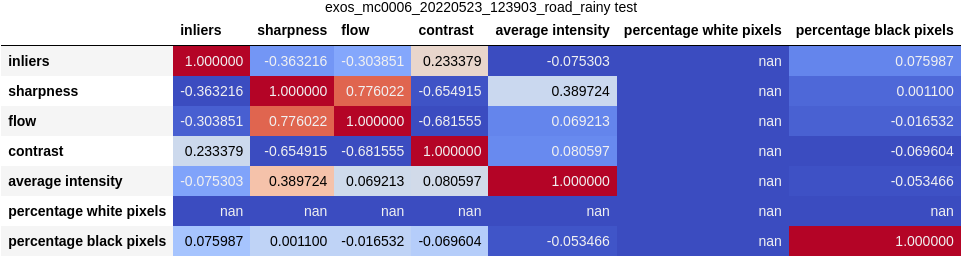 exos_mc0006_20220523_123903_road_rainy test
inliers sharpness flow contrast average intensity percentage white pixels percentage black pixels
inliers 1.000000 -0.363216 -0.303851 0.233379 -0.075303 nan 0.075987
sharpness -0.363216 1.000000 0.776022 -0.654915 0.389724 nan 0.001100
flow -0.303851 0.776022 1.000000 -0.681555 0.069213 nan -0.016532
contrast 0.233379 -0.654915 -0.681555 1.000000 0.080597 nan -0.069604
average intensity -0.075303 0.389724 0.069213 0.080597 1.000000 nan -0.053466
percentage white pixels nan nan nan nan nan nan nan
percentage black pixels 0.075987 0.001100 -0.016532 -0.069604 -0.053466 nan 1.000000